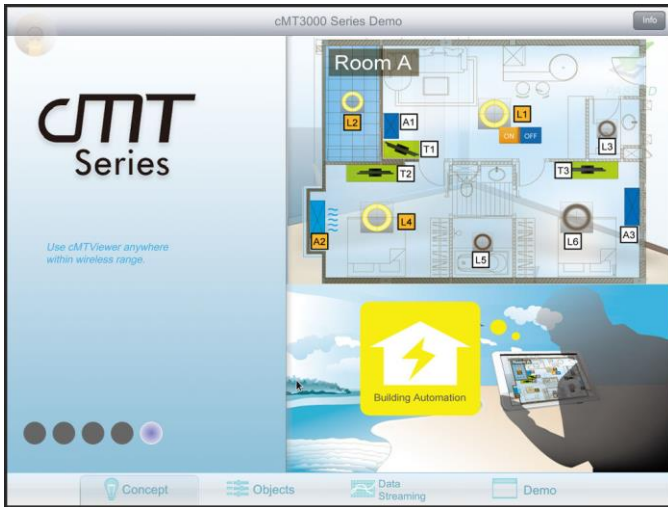 cMT3000 Series Demo
Info
cMT
Series
Use cMTViewer anywhere
within wireless range.
Room A
L2
A1
T1
L1
ON
OFF
L3
T2
T3
A2
L4
L5
L6
A3
Building Automation
Concept
Objects
Data
Streaming
Demo